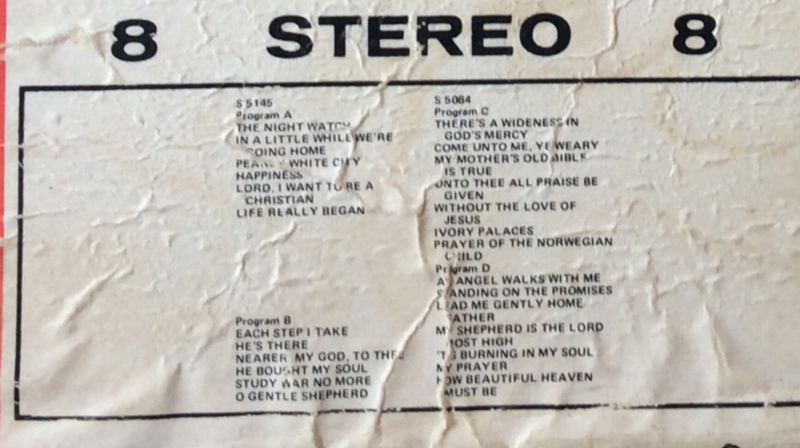 8 STEREO 8
S 5145
Program A
THE NIGHT WATCH
IN A LITTLE WHILE WE'RE
GOING HOME
PEARLY WHITE CITY
HAPPINESS
LORD, I WANT TO BE A
CHRISTIAN
LIFE REALLY BEGAN
Program B
EACH STEP I TAKE
HE'S THERE
NEARER MY GOD, TO THEE
HE BOUGHT MY SOUL
STUDY WAR NO MORE
O GENTLE SHEPHERD
S 5084
Program C
THERE'S A WIDENESS IN
GOD'S MERCY
COME UNTO ME, YE WEARY
MY MOTHER'S OLD BIBLE
IS TRUE
UNTO THEE ALL PRAISE BE
GIVEN
WITHOUT THE LOVE OF
JESUS
IVORY PALACES
PRAYER OF THE NORWEGIAN
CHILD
Program D
AN ANGEL WALKS WITH ME
STANDING ON THE PROMISES
LEAD ME GENTLY HOME
FATHER
MY SHEPHERD IS THE LORD
MOST HIGH
'TIS BURNING IN MY SOUL
MY PRAYER
HOW BEAUTIFUL HEAVEN
MUST BE